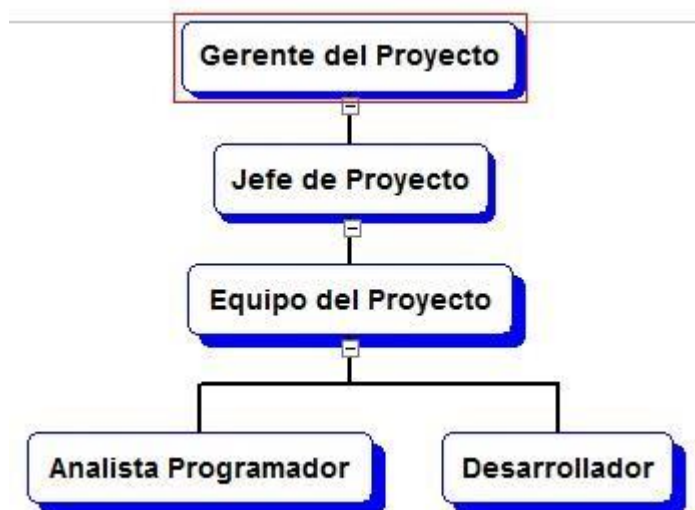 Gerente del Proyecto
Jefe de Proyecto
Equipo del Proyecto
Analista Programador
Desarrollador